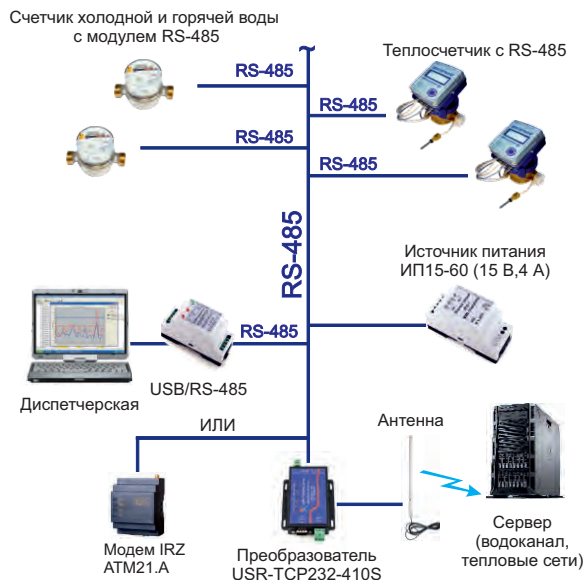 Счетчик холодной и горячей воды
с модулем RS-485
Теплосчетчик с RS-485
RS-485
RS-485
RS-485
RS-485
RS-485
Источник питания
ИП15-60 (15 В,4 А)
RS-485
USB/RS-485
Диспетчерская
ИЛИ
Антенна
Модем IRZ
ATM21.A
Преобразователь
USR-TCP232-410S
Сервер
(водоканал,
тепловые сети)